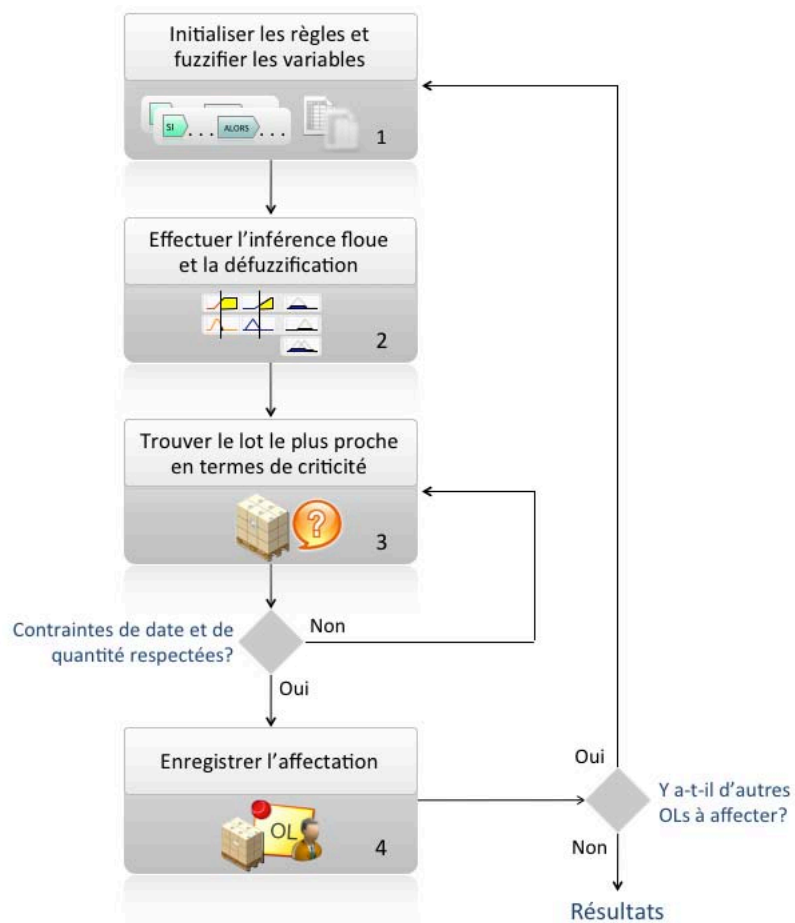 Initialiser les règles et
fuzzifier les variables
SI
. . .
ALORS
. . .
1
Effectuer l'inférence floue
et la défuzzification
2
Trouver le lot le plus proche
en termes de criticité
?
3
Contraintes de date et de
quantité respectées?
Non
Oui
Enregistrer l'affectation
OL
4
Oui
Y a-t-il d'autres
OLs à affecter?
Non
Résultats